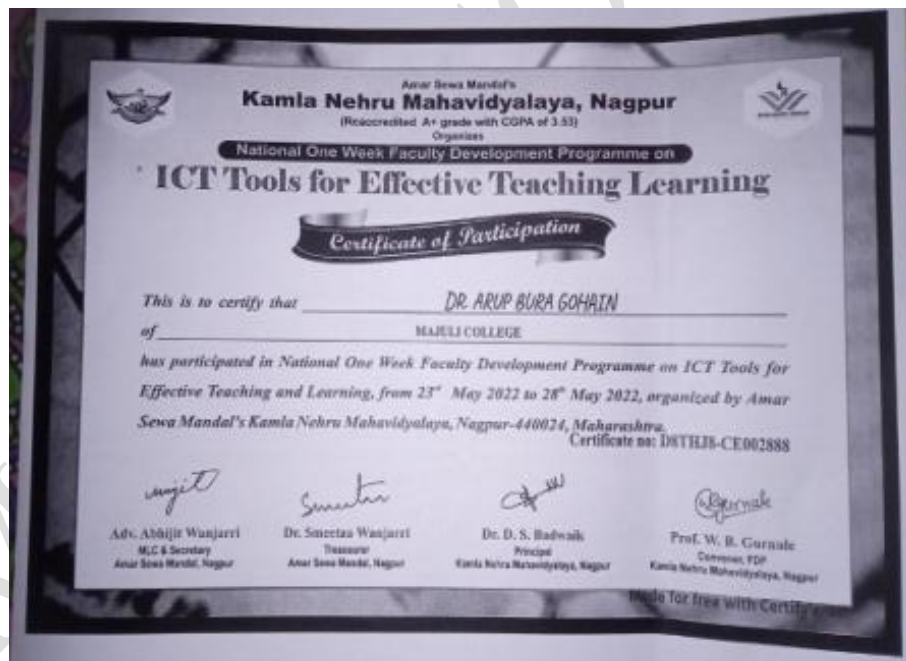 Amar Sewa Mandal's
Kamla Nehru Mahavidyalaya, Nagpur
(Reaccredited A+ grade with CGPA of 3.53)
Organizes
National One Week Faculty Development Programme on
ICT Tools for Effective Teaching Learning
Certificate of Participation
This is to certify that DR. ARUP BURA GOHAIN
of MAJULI COLLEGE
has participated in National One Week Faculty Development Programme on ICT Tools for
Effective Teaching and Learning, from 23rd May 2022 to 28th May 2022, organized by Amar
Sewa Mandal's Kamla Nehru Mahavidyalaya, Nagpur-440024, Maharashtra.
Certificate no: D8THJ8-CE002888
Adv. Abhijit Wanjarri Dr. Smeetaa Wanjarri Dr. D. S. Badwaik Prof. W. B. Gurnule
MLC & Secretary Treasurer Principal Convener, FDP
Amar Sewa Mandal, Nagpur Amar Sewa Mandal, Nagpur Kamla Nehru Mahavidyalaya, Nagpur Kamla Nehru Mahavidyalaya, Nagpur
Made for free with